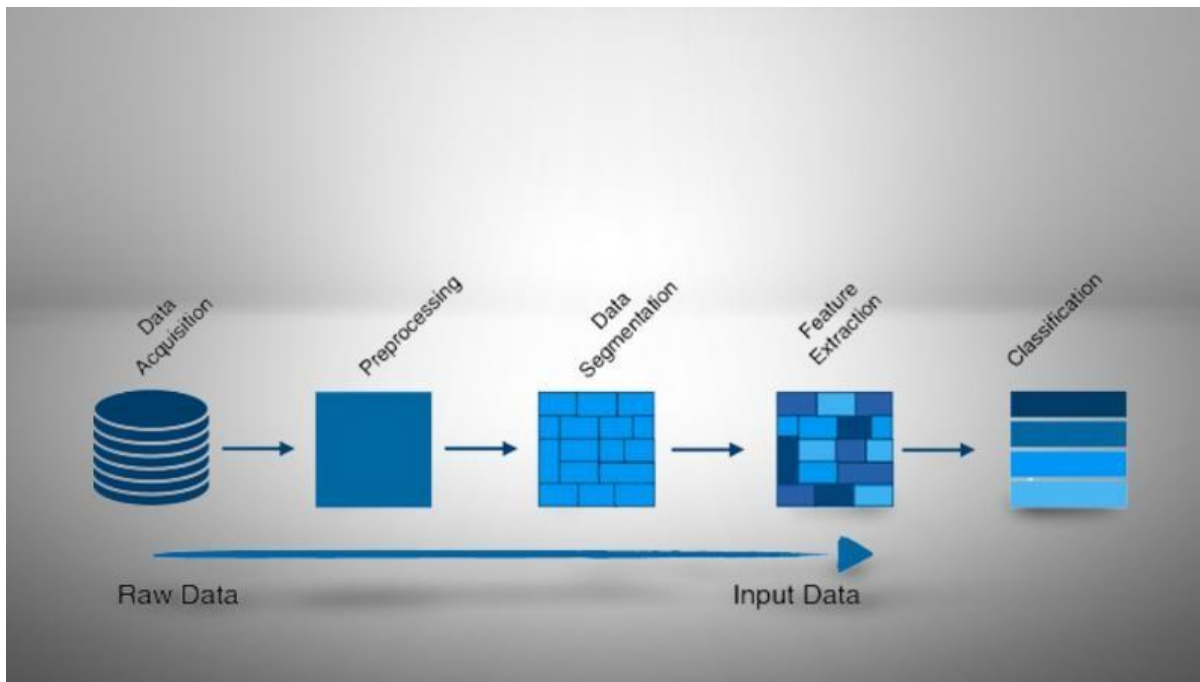 Data
Acquisition
Preprocessing
Data
Segmentation
Feature
Extraction
Classification
Raw Data
Input Data